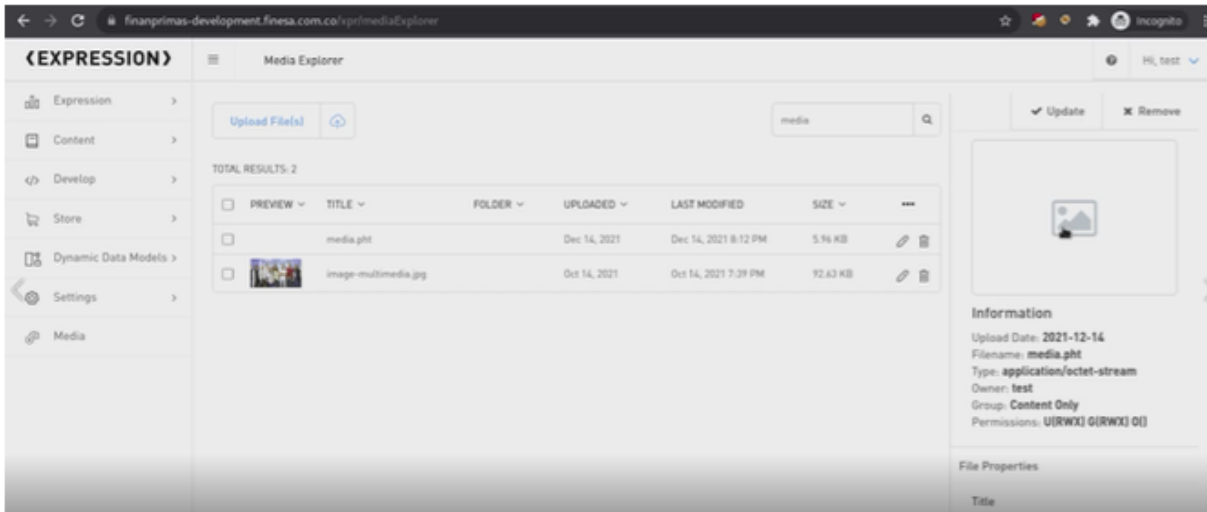 finanprimas-development.finesa.com.co/vpr/mediaExplorer
Incognito
‹EXPRESSION›
Media Explorer
Hi, test
Expression
Content
Develop
Store
Dynamic Data Models
Settings
Media
Upload File(s)
media
Update
Remove
TOTAL RESULTS: 2
PREVIEW TITLE FOLDER UPLOADED LAST MODIFIED SIZE
media.pht Dec 14, 2021 Dec 14, 2021 8:12 PM 5.96 KB
image-multimedia.jpg Oct 14, 2021 Oct 14, 2021 7:39 PM 92.63 KB
Information
Upload Date: 2021-12-14
Filename: media.pht
Type: application/octet-stream
Owner: test
Group: Content Only
Permissions: U(RWX) G(RWX) O()
File Properties
Title